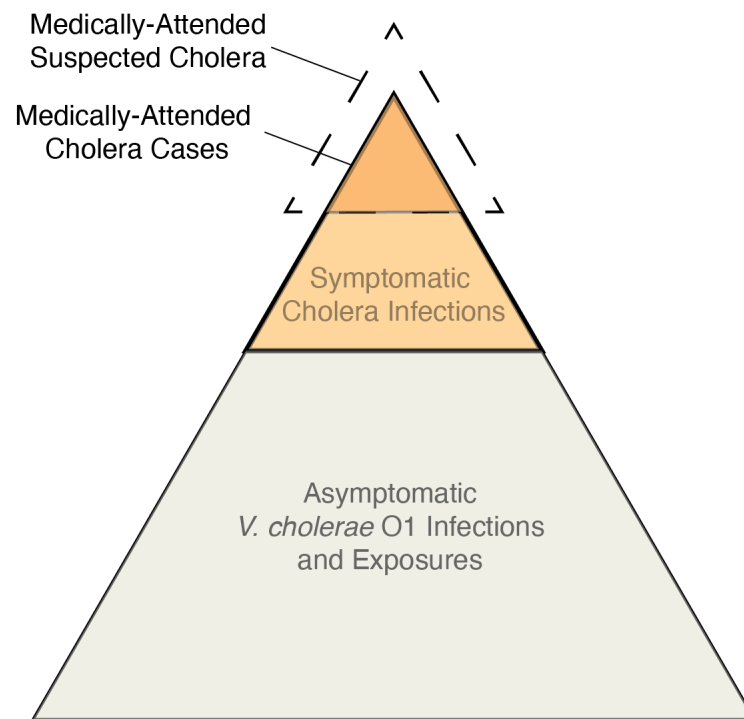 Medically-Attended
Suspected Cholera
Medically-Attended
Cholera Cases
Symptomatic
Cholera Infections
Asymptomatic
V. cholerae O1 Infections
and Exposures